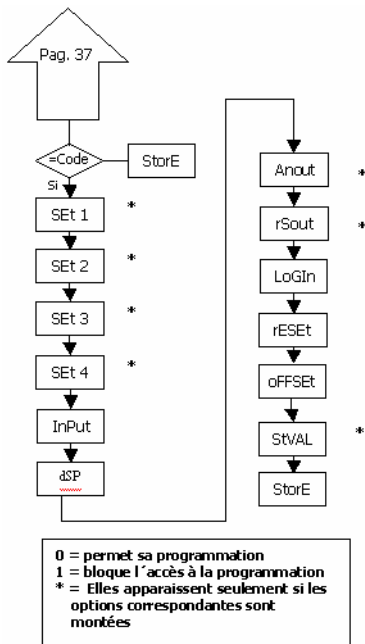 Pag. 37
=Code
StorE
Si
SEt 1 *
SEt 2 *
SEt 3 *
SEt 4 *
InPut
dSP
Anout *
rSout *
LoGIn
rESEt
oFFSEt
StVAL *
StorE
0 = permet sa programmation
1 = bloque l´accès à la programmation
* = Elles apparaissent seulement si les
options correspondantes sont
montées